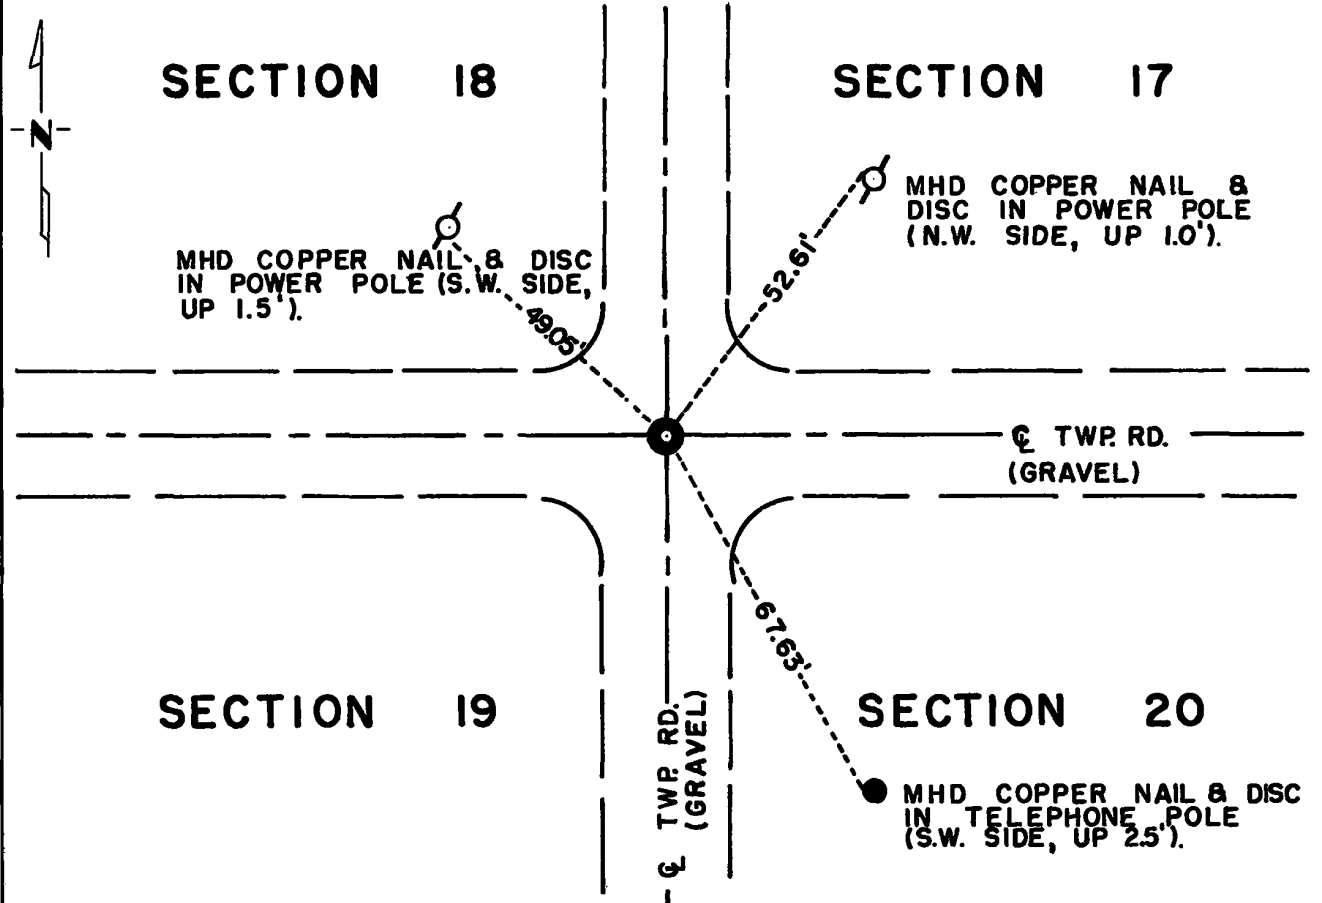 SECTION 18
SECTION 17
N
MHD COPPER NAIL &
DISC IN POWER POLE
(N.W. SIDE, UP 1.0').
MHD COPPER NAIL & DISC
IN POWER POLE (S.W. SIDE,
UP 1.5').
52.61'
49.05'
℄ TWP. RD.
(GRAVEL)
67.63'
SECTION 19
SECTION 20
℄ TWP. RD.
(GRAVEL)
MHD COPPER NAIL & DISC
IN TELEPHONE POLE
(S.W. SIDE, UP 2.5').